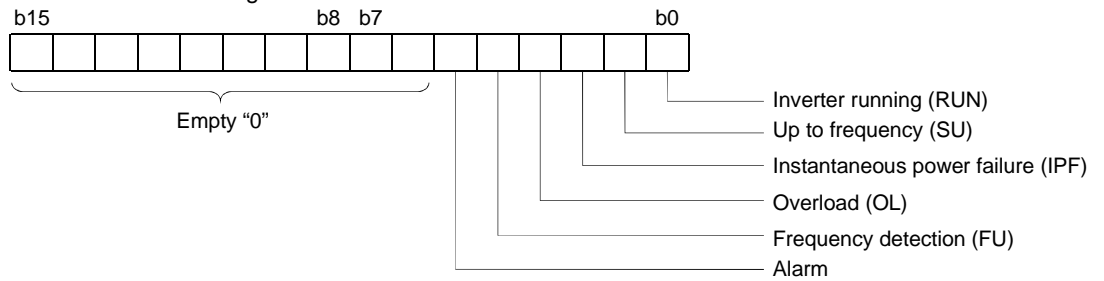 b15 b8 b7 b0
Empty “0”
Inverter running (RUN)
Up to frequency (SU)
Instantaneous power failure (IPF)
Overload (OL)
Frequency detection (FU)
Alarm